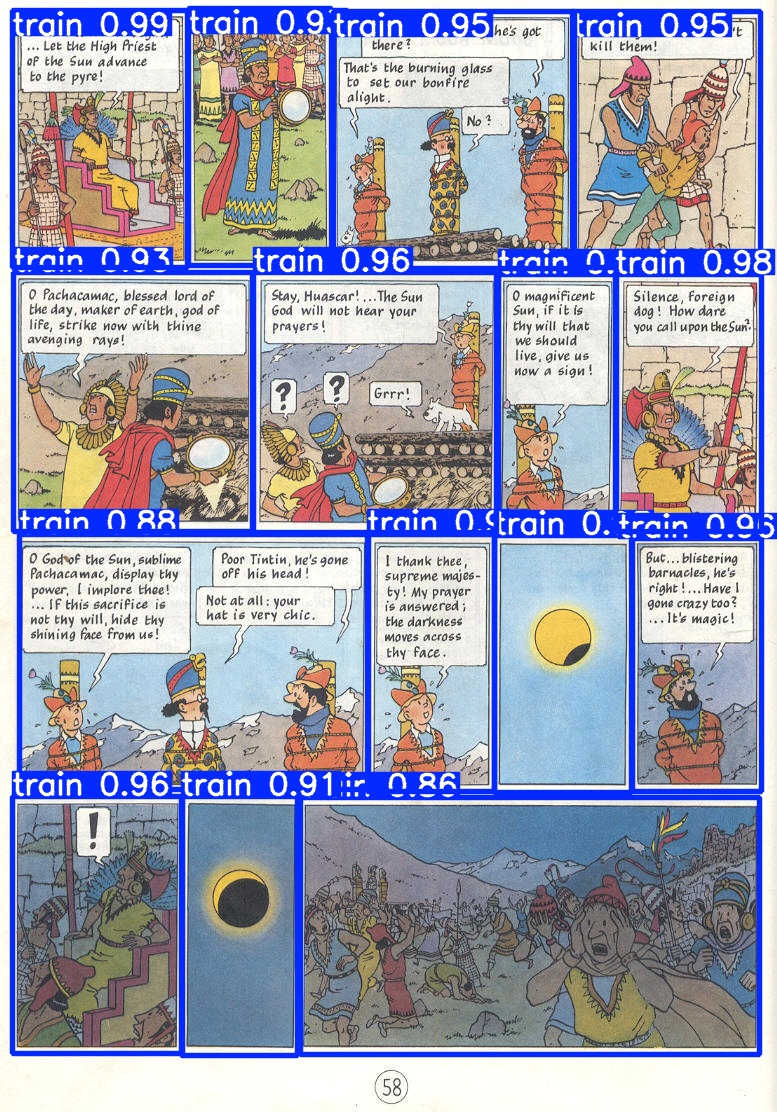 train 0.99
... Let the High Priest
of the Sun advance
to the pyre!
train 0.9
train 0.95
he's got
there?
That's the burning glass
to set our bonfire
alight.
No?
train 0.95
kill them!
train 0.93
O Pachacamac, blessed lord of
the day, maker of earth, god of
life, strike now with thine
avenging rays!
train 0.96
Stay, Huascar! ...The Sun
God will not hear your
prayers!
?
?
Grrr!
train 0.
O magnificent
Sun, if it is
thy will that
we should
live, give us
now a sign!
train 0.98
Silence, foreign
dog! How dare
you call upon the Sun?
train 0.88
O God of the Sun, sublime
Pachacamac, display thy
power, I implore thee!
... If this sacrifice is
not thy will, hide thy
shining face from us!
Poor Tintin, he's gone
off his head!
Not at all: your
hat is very chic.
train 0.
I thank thee,
supreme majes-
ty! My prayer
is answered;
the darkness
moves across
thy face.
train 0.
train 0.96
But... blistering
barnacles, he's
right!... Have I
gone crazy too?
... It's magic!
train 0.96
!
train 0.91
0.86
58